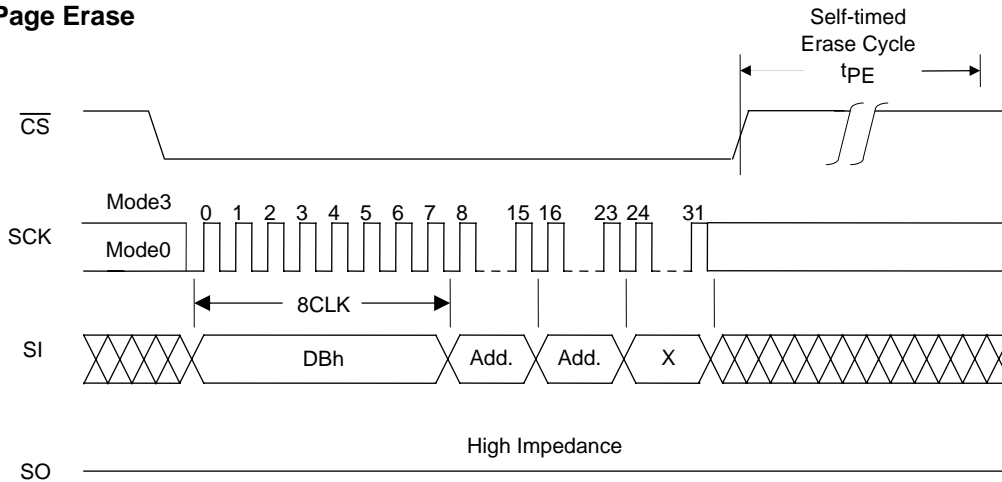 Page Erase
Self-timed
Erase Cycle
tPE
CS
Mode3
0 1 2 3 4 5 6 7 8 15 16 23 24 31
SCK
Mode0
8CLK
SI
DBh Add. Add. X
High Impedance
SO